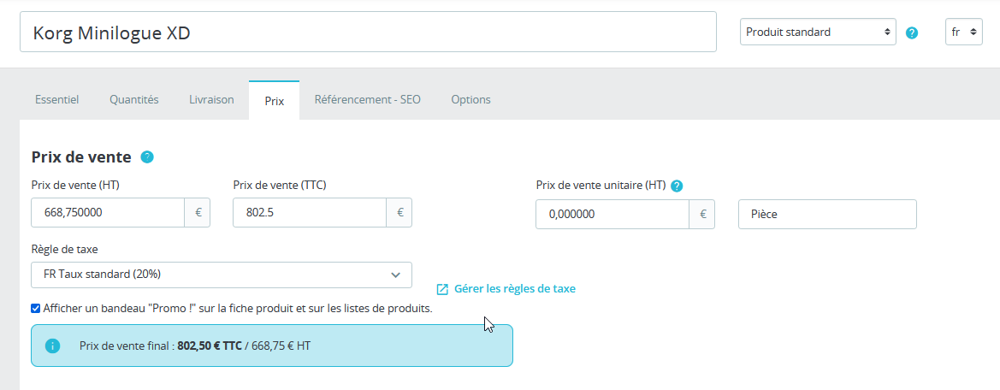 Korg Minilogue XD
Produit standard
?
fr
Essentiel
Quantités
Livraison
Prix
Référencement - SEO
Options
Prix de vente ?
Prix de vente (HT)
Prix de vente (TTC)
Prix de vente unitaire (HT) ?
668,750000 €
802.5 €
0,000000 €
Pièce
Règle de taxe
FR Taux standard (20%)
Gérer les règles de taxe
Afficher un bandeau "Promo !" sur la fiche produit et sur les listes de produits.
Prix de vente final : 802,50 € TTC / 668,75 € HT